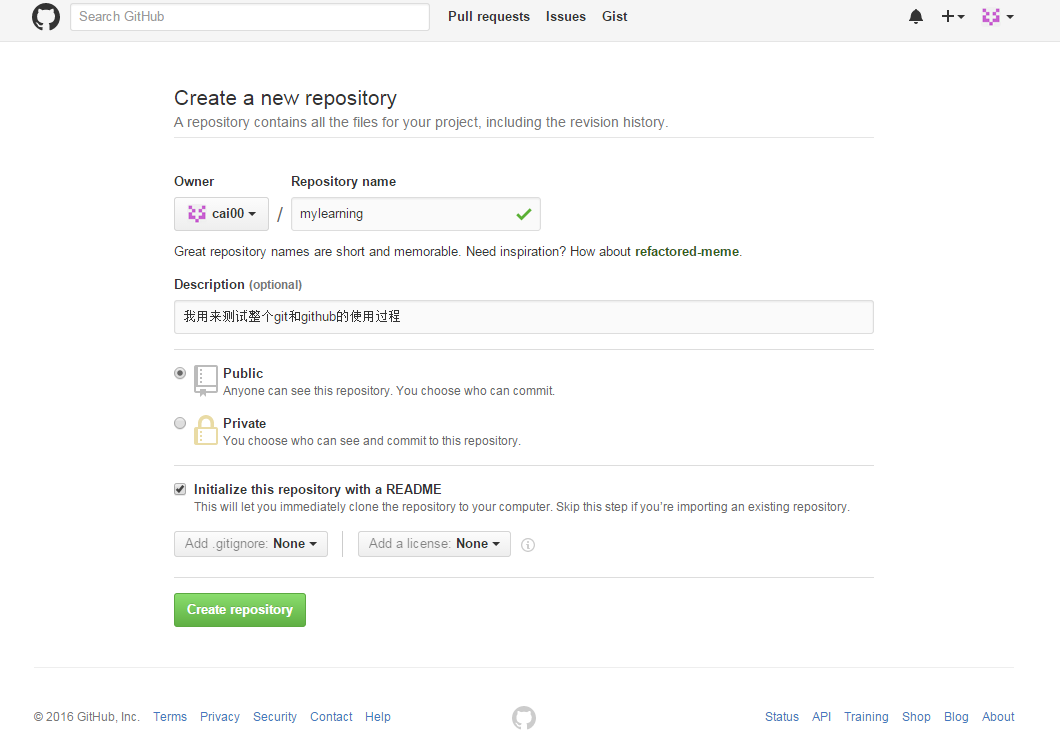 Search GitHub Pull requests Issues Gist
Create a new repository
A repository contains all the files for your project, including the revision history.
Owner Repository name
cai00 / mylearning
Great repository names are short and memorable. Need inspiration? How about refactored-meme.
Description (optional)
我用来测试整个git和github的使用过程
Public
Anyone can see this repository. You choose who can commit.
Private
You choose who can see and commit to this repository.
Initialize this repository with a README
This will let you immediately clone the repository to your computer. Skip this step if you're importing an existing repository.
Add .gitignore: None Add a license: None
Create repository
© 2016 GitHub, Inc. Terms Privacy Security Contact Help Status API Training Shop Blog About